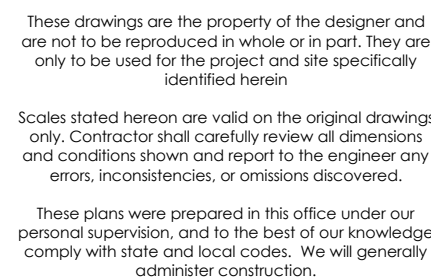 These drawings are the property of the designer and
are not to be reproduced in whole or in part. They are
only to be used for the project and site specifically
identified herein
Scales stated hereon are valid on the original drawings
only. Contractor shall carefully review all dimensions
and conditions shown and report to the engineer any
errors, inconsistencies, or omissions discovered.
These plans were prepared in this office under our
personal supervision, and to the best of our knowledge
comply with state and local codes. We will generally
administer construction.